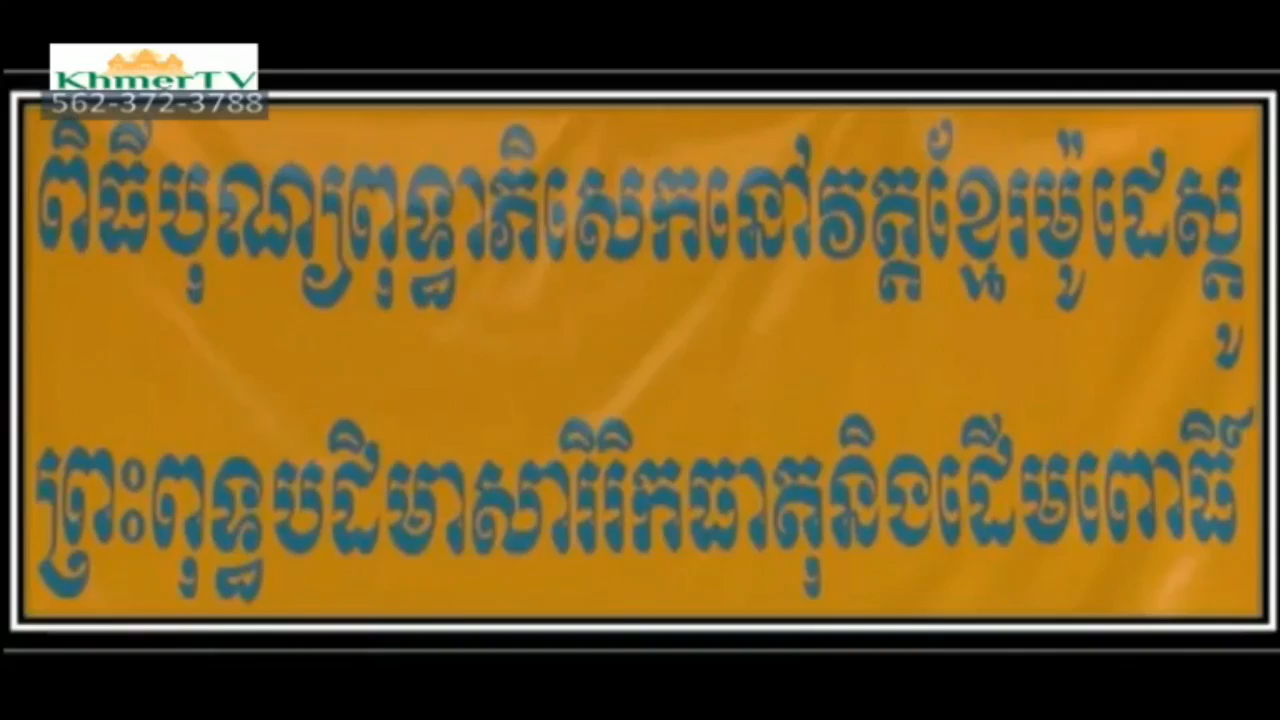 KhmerTV
562-372-3788
ពិធីបុណ្យពុទ្ធាភិសេកនៅវត្តខ្មែរម៉ូដេស្តូ
ព្រះពុទ្ធបដិមាសារីរិកធាតុនិងដើមពោធិ៍